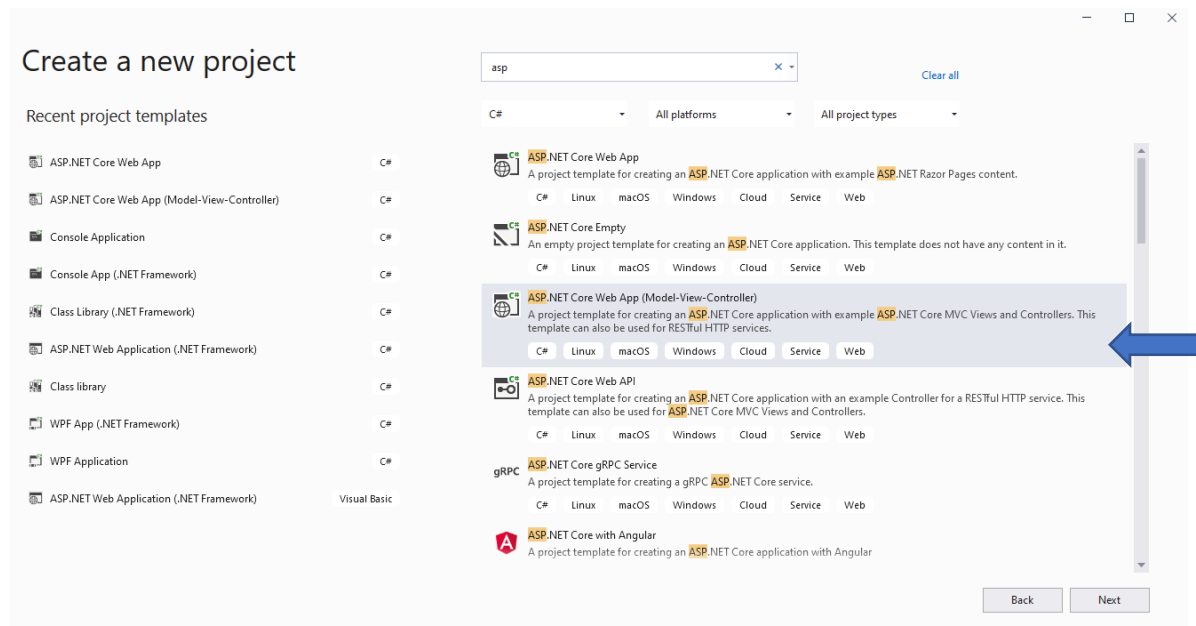 Create a new project
asp
Clear all
Recent project templates
C# All platforms All project types
ASP.NET Core Web App C#
ASP.NET Core Web App (Model-View-Controller) C#
Console Application C#
Console App (.NET Framework) C#
Class Library (.NET Framework) C#
ASP.NET Web Application (.NET Framework) C#
Class library C#
WPF App (.NET Framework) C#
WPF Application C#
ASP.NET Web Application (.NET Framework) Visual Basic
C#
ASP.NET Core Web App
A project template for creating an ASP.NET Core application with example ASP.NET Razor Pages content.
C# Linux macOS Windows Cloud Service Web
C#
ASP.NET Core Empty
An empty project template for creating an ASP.NET Core application. This template does not have any content in it.
C# Linux macOS Windows Cloud Service Web
C#
ASP.NET Core Web App (Model-View-Controller)
A project template for creating an ASP.NET Core application with example ASP.NET Core MVC Views and Controllers. This
template can also be used for RESTful HTTP services.
C# Linux macOS Windows Cloud Service Web
C#
ASP.NET Core Web API
A project template for creating an ASP.NET Core application with an example Controller for a RESTful HTTP service. This
template can also be used for ASP.NET Core MVC Views and Controllers.
C# Linux macOS Windows Cloud Service Web
gRPC
ASP.NET Core gRPC Service
A project template for creating a gRPC ASP.NET Core service.
C# Linux macOS Windows Cloud Service Web
A
ASP.NET Core with Angular
A project template for creating an ASP.NET Core application with Angular
Back Next